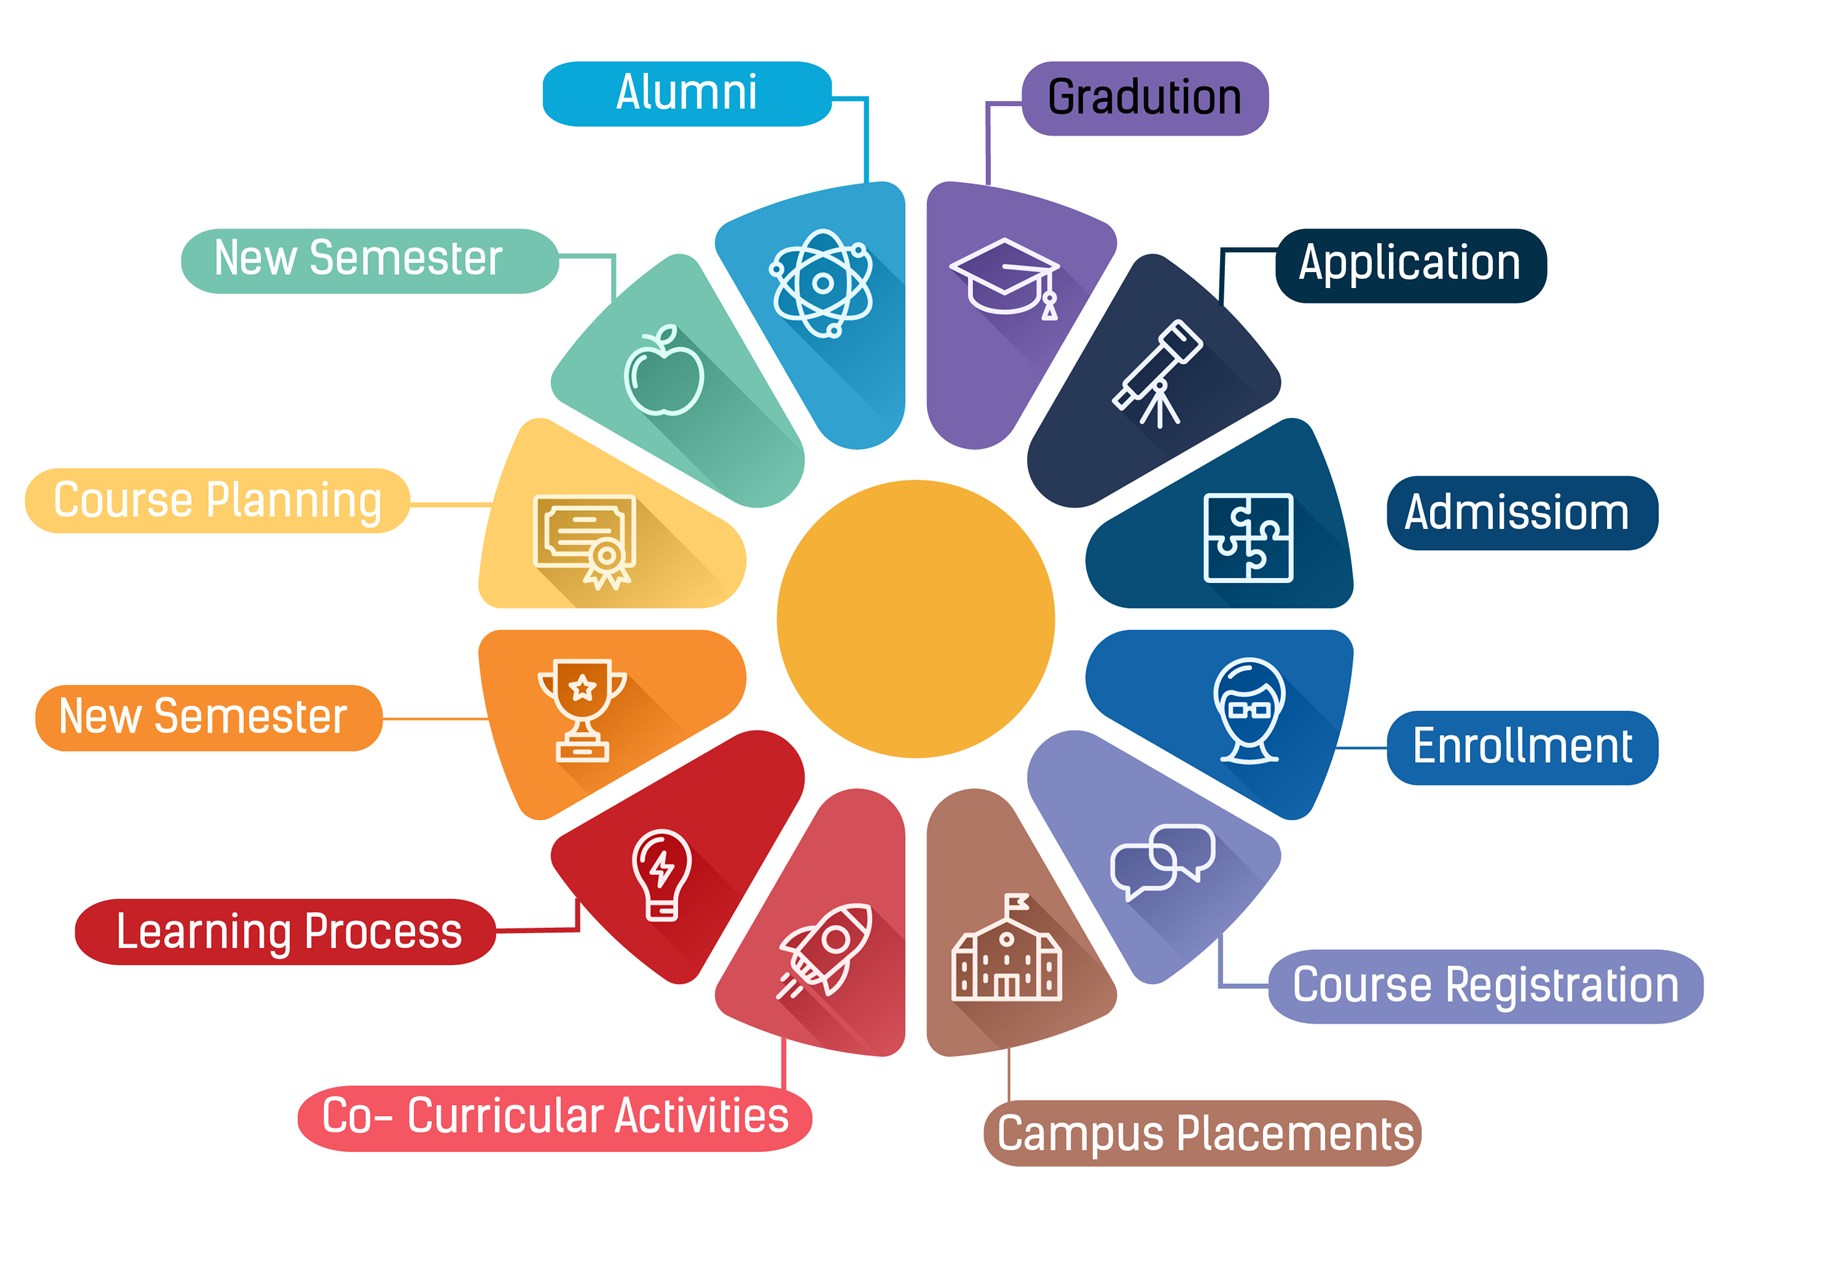 Alumni
Gradution
New Semester
Application
Course Planning
Admissiom
New Semester
Enrollment
Learning Process
Course Registration
Co- Curricular Activities
Campus Placements